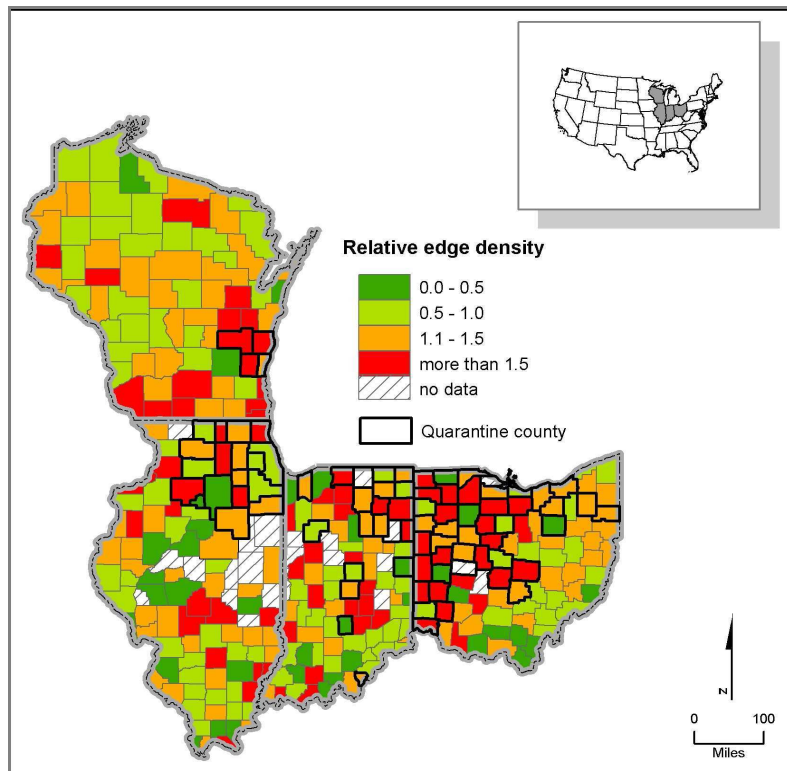 Relative edge density
0.0 - 0.5
0.5 - 1.0
1.1 - 1.5
more than 1.5
no data
Quarantine county
N
0 100
Miles